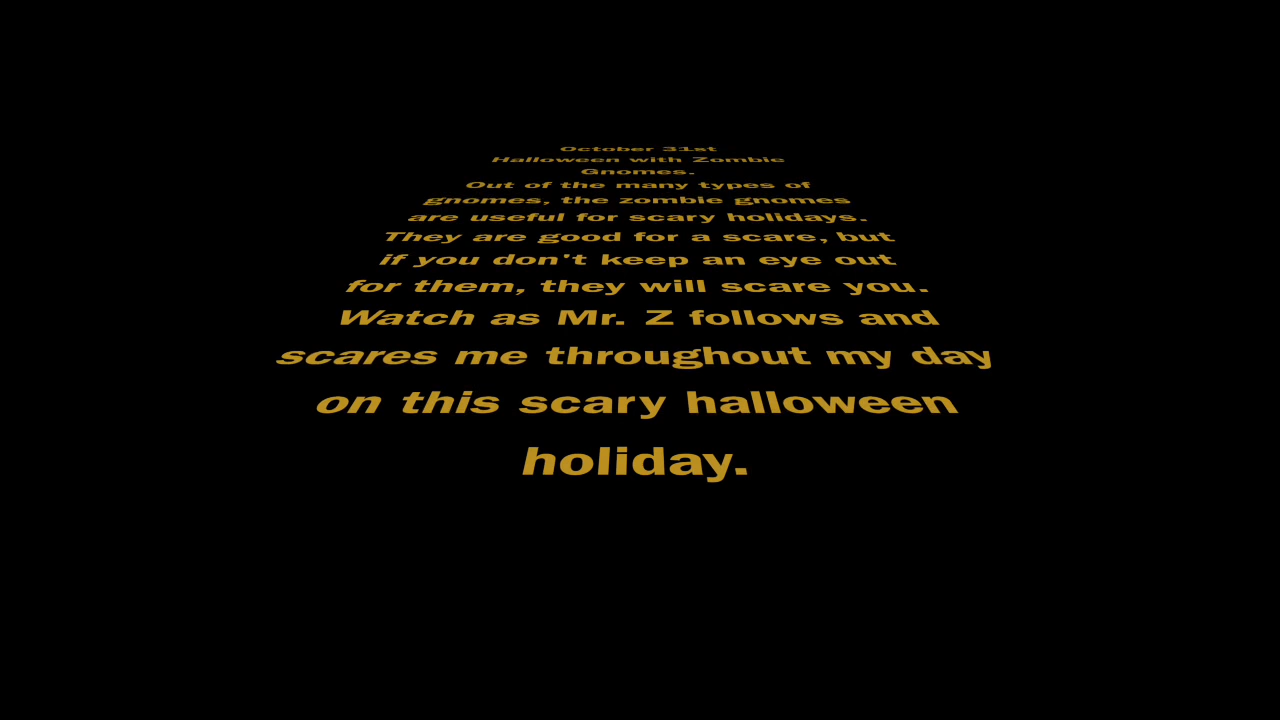 October 31st
Halloween with Zombie
Gnomes.
Out of the many types of
gnomes, the zombie gnomes
are useful for scary holidays.
They are good for a scare, but
if you don't keep an eye out
for them, they will scare you.
Watch as Mr. Z follows and
scares me throughout my day
on this scary halloween
holiday.